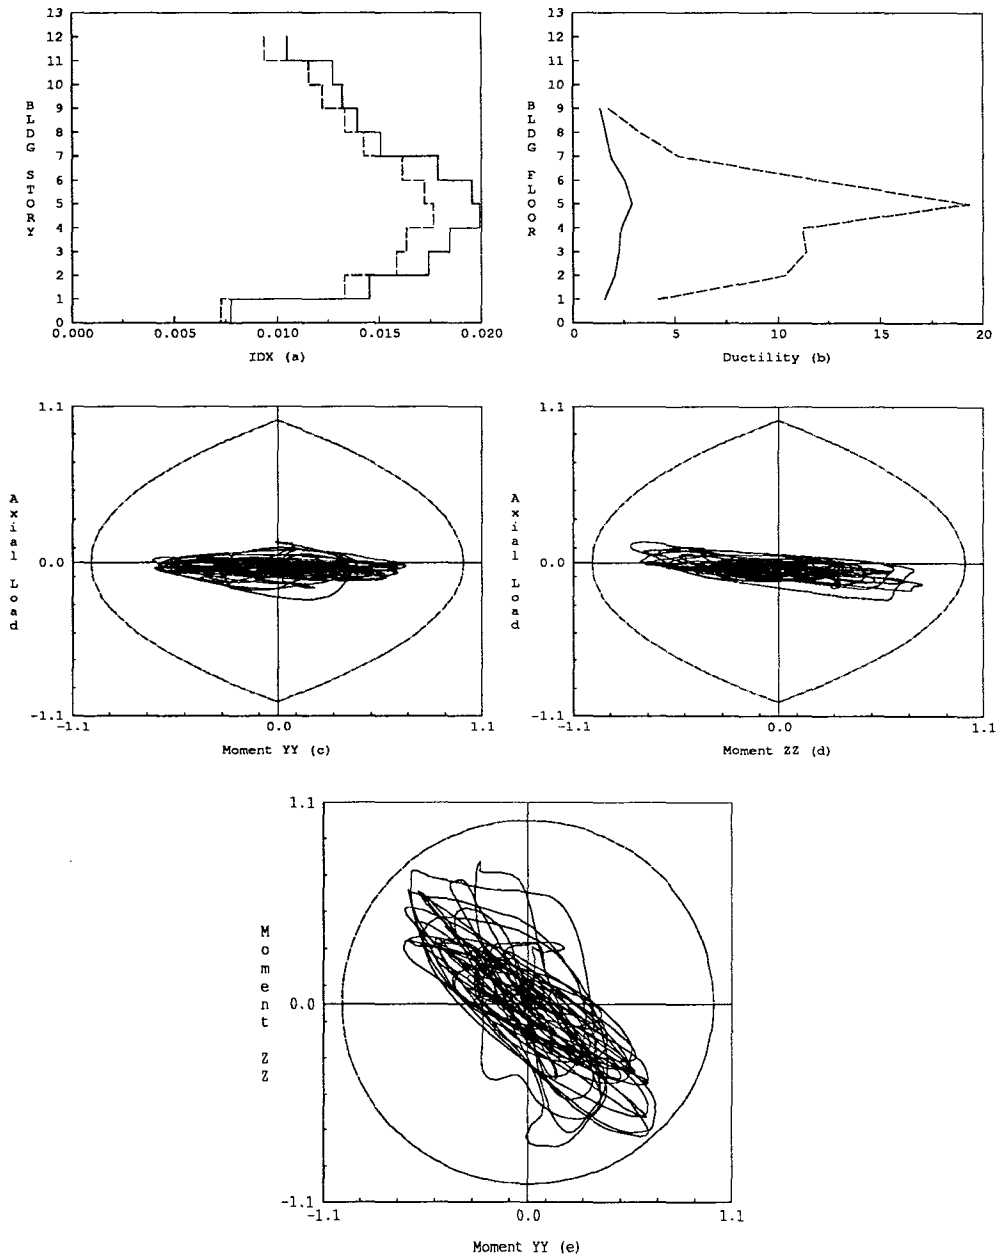 13
12
11
10
9
8
7
6
5
4
3
2
1
0
BLDG STORY
0.000 0.005 0.010 0.015 0.020
IDX (a)
13
12
11
10
9
8
7
6
5
4
3
2
1
0
BLDG FLOOR
0 5 10 15 20
Ductility (b)
1.1
0.0
-1.1
Axial Load
-1.1 0.0 1.1
Moment YY (c)
1.1
0.0
-1.1
Axial Load
-1.1 0.0 1.1
Moment ZZ (d)
1.1
0.0
-1.1
Moment ZZ
-1.1 0.0 1.1
Moment YY (e)